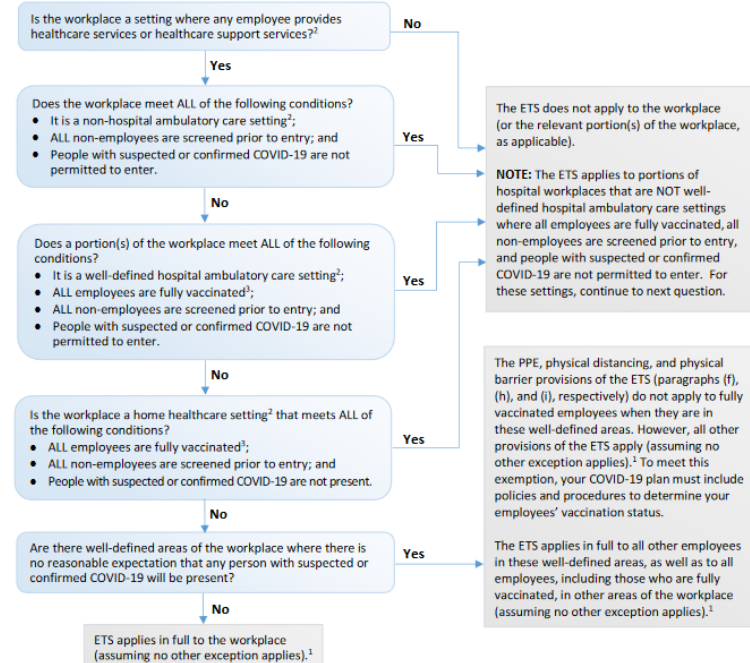 Is the workplace a setting where any employee provides
healthcare services or healthcare support services?²
No
Yes
Does the workplace meet ALL of the following conditions?
• It is a non-hospital ambulatory care setting²;
• ALL non-employees are screened prior to entry; and
• People with suspected or confirmed COVID-19 are not
permitted to enter.
Yes
No
The ETS does not apply to the workplace
(or the relevant portion(s) of the workplace,
as applicable).
NOTE: The ETS applies to portions of
hospital workplaces that are NOT well-
defined hospital ambulatory care settings
where all employees are fully vaccinated, all
non-employees are screened prior to entry,
and people with suspected or confirmed
COVID-19 are not permitted to enter. For
these settings, continue to next question.
Does a portion(s) of the workplace meet ALL of the following
conditions?
• It is a well-defined hospital ambulatory care setting²;
• ALL employees are fully vaccinated³;
• ALL non-employees are screened prior to entry; and
• People with suspected or confirmed COVID-19 are not
permitted to enter.
Yes
No
Is the workplace a home healthcare setting² that meets ALL of
the following conditions?
• ALL employees are fully vaccinated³;
• ALL non-employees are screened prior to entry; and
• People with suspected or confirmed COVID-19 are not present.
Yes
No
Are there well-defined areas of the workplace where there is
no reasonable expectation that any person with suspected or
confirmed COVID-19 will be present?
Yes
The PPE, physical distancing, and physical
barrier provisions of the ETS (paragraphs (f),
(h), and (i), respectively) do not apply to fully
vaccinated employees when they are in
these well-defined areas. However, all other
provisions of the ETS apply (assuming no
other exception applies).¹ To meet this
exemption, your COVID-19 plan must include
policies and procedures to determine your
employees’ vaccination status.
The ETS applies in full to all other employees
in these well-defined areas, as well as to all
employees, including those who are fully
vaccinated, in other areas of the workplace
(assuming no other exception applies).¹
No
ETS applies in full to the workplace
(assuming no other exception applies).¹